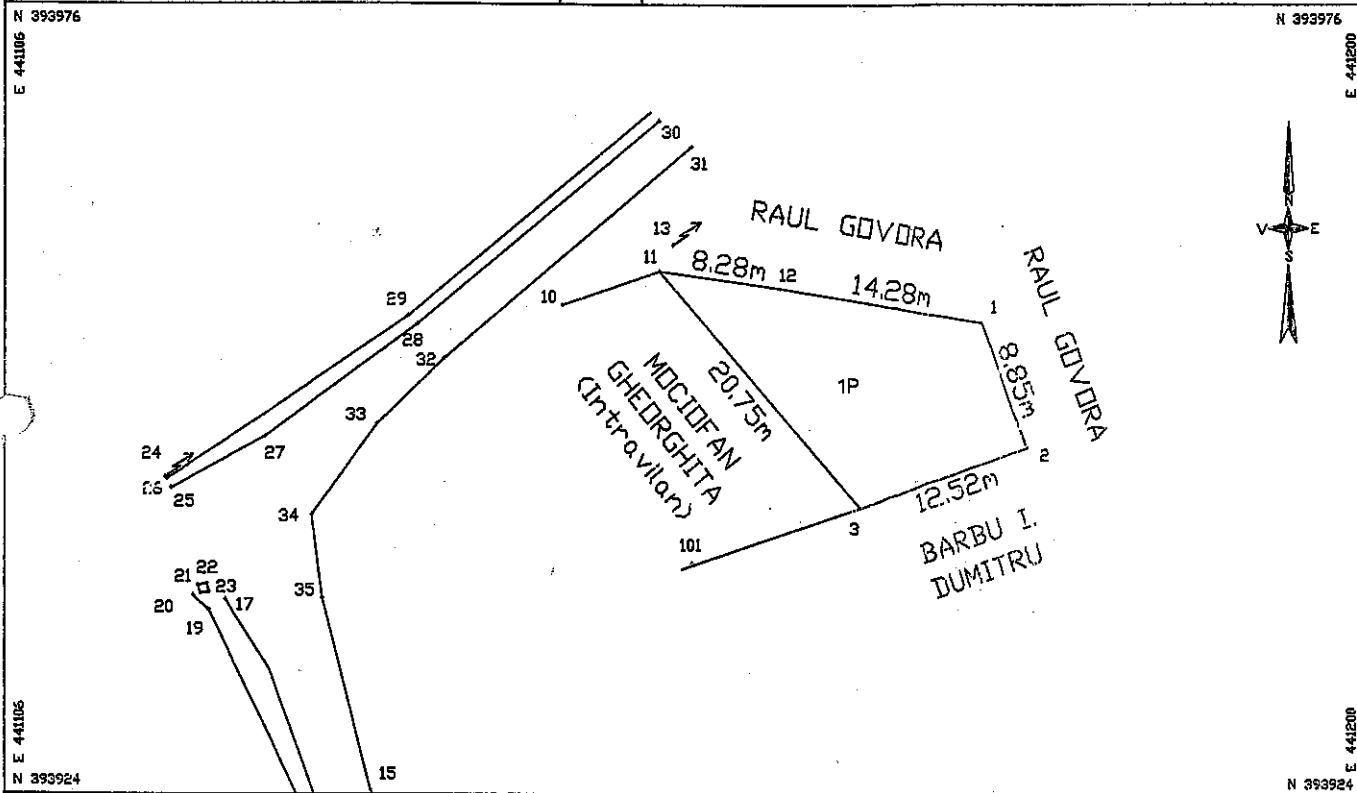 N 393976
N 393976
E 441106
E 441200
30
31
13
RAUL GOVORA
N
V
E
S
11
8.28m
12
14.28m
10
1
RAUL GOVORA
29
28
32
8.85m
20.75m
1P
MOCIOFAN
GHEORGHITA
(Intravilan)
33
27
2
24
26
25
12.52m
34
3
BARBU I.
DUMITRU
101
21
22
23
17
20
19
35
E 441106
E 441200
15
N 393924
N 393924